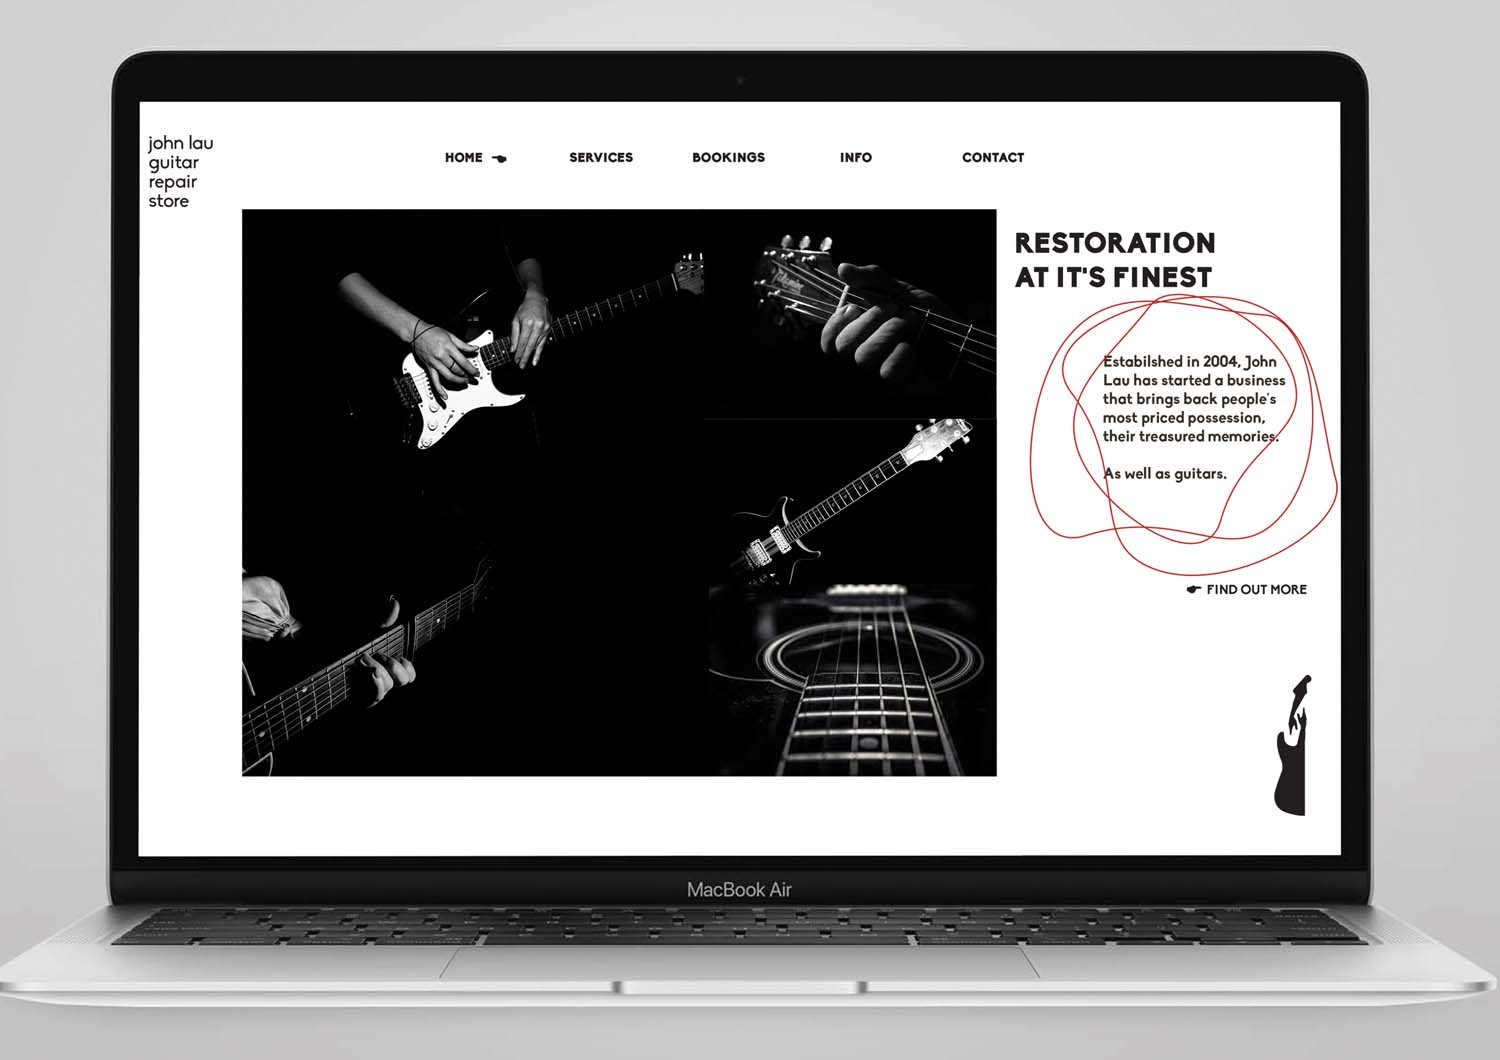 john lau
guitar
repair
store
HOME
SERVICES
BOOKINGS
INFO
CONTACT
RESTORATION
AT IT'S FINEST
Estabilshed in 2004, John
Lau has started a business
that brings back people's
most priced possession,
their treasured memories.
As well as guitars.
FIND OUT MORE
MacBook Air